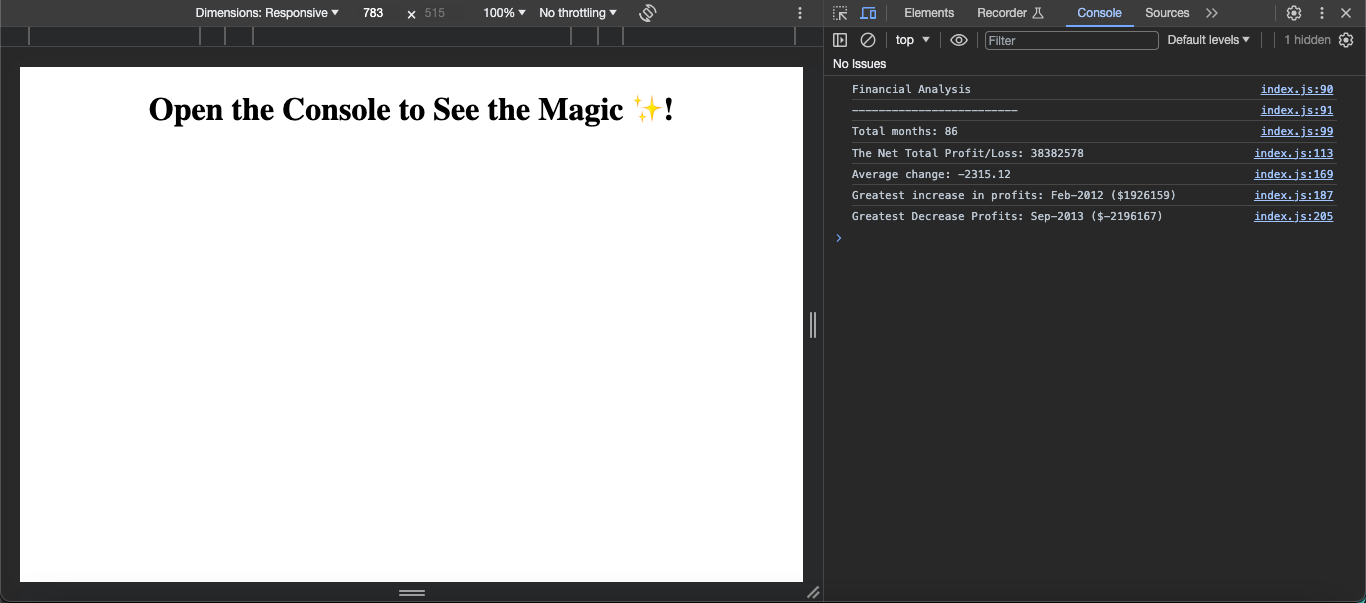 Dimensions: Responsive ▾ 783 × 515 100% ▾ No throttling ▾
Elements Recorder Console Sources
top ▾ Filter Default levels ▾ 1 hidden
No Issues
Open the Console to See the Magic ✨!
Financial Analysis index.js:90
------------------------- index.js:91
Total months: 86 index.js:99
The Net Total Profit/Loss: 38382578 index.js:113
Average change: -2315.12 index.js:169
Greatest increase in profits: Feb-2012 ($1926159) index.js:187
Greatest Decrease Profits: Sep-2013 ($-2196167) index.js:205